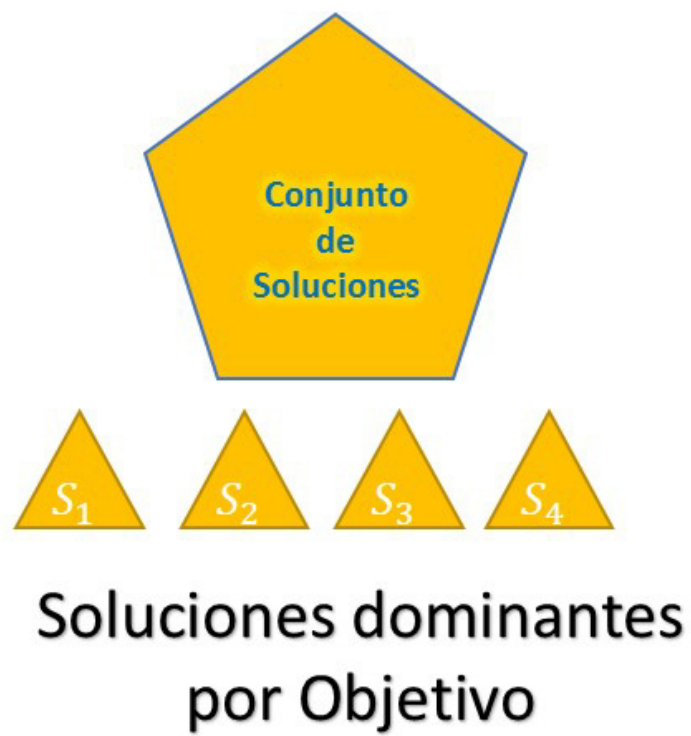 Conjunto
de
Soluciones
S₁ S₂ S₃ S₄
Soluciones dominantes
por Objetivo